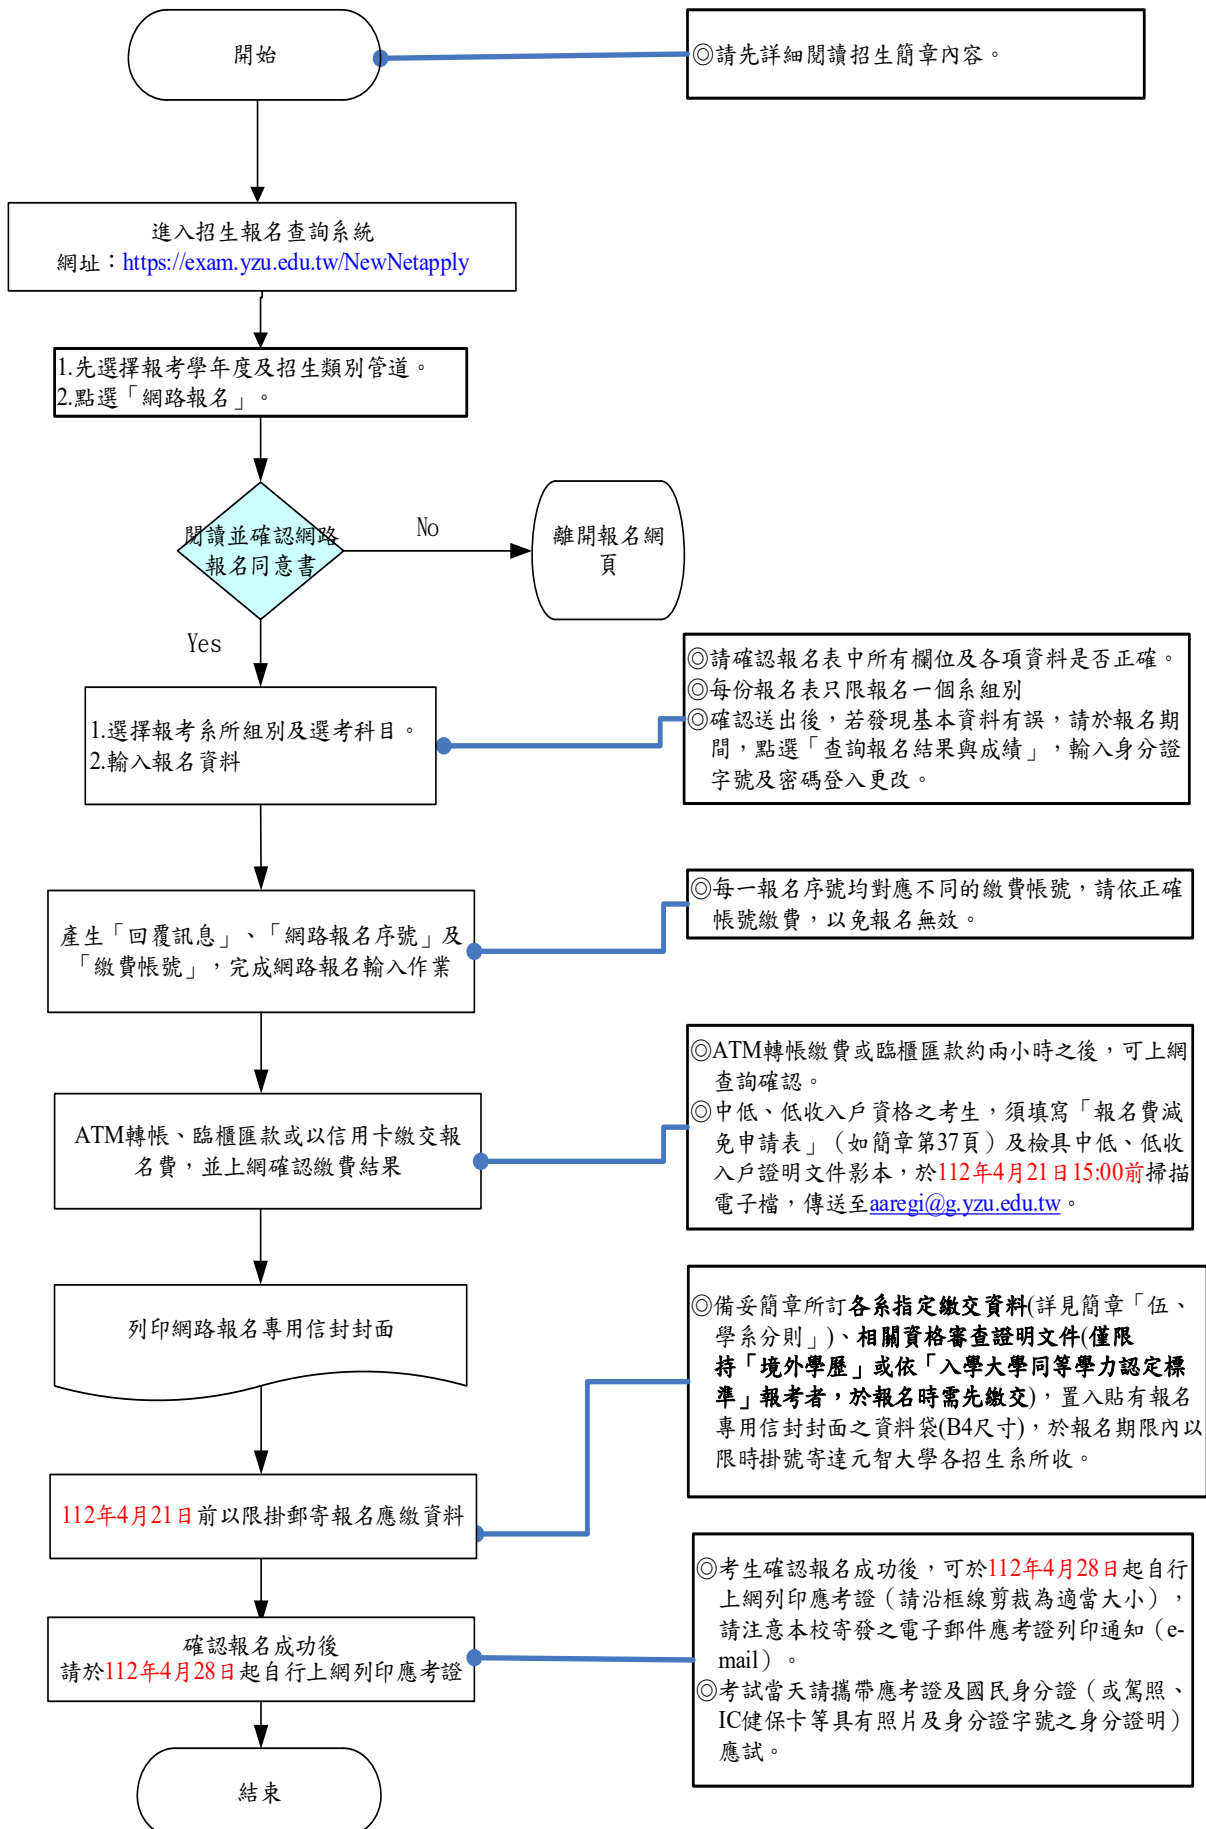 開始
◎請先詳細閱讀招生簡章內容。
進入招生報名查詢系統
網址：https://exam.yzu.edu.tw/NewNetapply
1.先選擇報考學年度及招生類別管道。
2.點選「網路報名」。
閱讀並確認網路
報名同意書
No
離開報名網
頁
Yes
◎請確認報名表中所有欄位及各項資料是否正確。
◎每份報名表只限報名一個系組別
◎確認送出後，若發現基本資料有誤，請於報名期
間，點選「查詢報名結果與成績」，輸入身分證
字號及密碼登入更改。
1.選擇報考系所組別及選考科目。
2.輸入報名資料
◎每一報名序號均對應不同的繳費帳號，請依正確
帳號繳費，以免報名無效。
產生「回覆訊息」、「網路報名序號」及
「繳費帳號」，完成網路報名輸入作業
◎ATM轉帳繳費或臨櫃匯款約兩小時之後，可上網
查詢確認。
◎中低、低收入戶資格之考生，須填寫「報名費減
免申請表」（如簡章第37頁）及檢具中低、低收
入戶證明文件影本，於112年4月21日15:00前掃描
電子檔，傳送至aaregi@g.yzu.edu.tw。
ATM轉帳、臨櫃匯款或以信用卡繳交報
名費，並上網確認繳費結果
列印網路報名專用信封封面
◎備妥簡章所訂各系指定繳交資料(詳見簡章「伍、
學系分則」)、相關資格審查證明文件(僅限
持「境外學歷」或依「入學大學同等學力認定標
準」報考者，於報名時需先繳交)，置入貼有報名
專用信封封面之資料袋(B4尺寸)，於報名期限內以
限時掛號寄達元智大學各招生系所收。
112年4月21日前以限掛郵寄報名應繳資料
◎考生確認報名成功後，可於112年4月28日起自行
上網列印應考證（請沿框線剪裁為適當大小），
請注意本校寄發之電子郵件應考證列印通知（e-
mail）。
◎考試當天請攜帶應考證及國民身分證（或駕照、
IC健保卡等具有照片及身分證字號之身分證明）
應試。
確認報名成功後
請於112年4月28日起自行上網列印應考證
結束